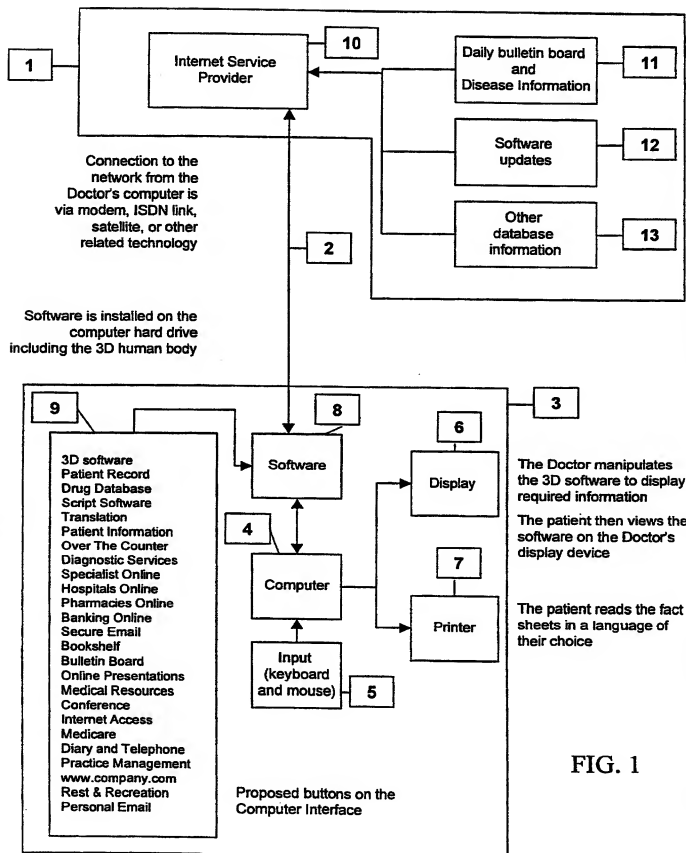 1
Internet Service
Provider
10
Daily bulletin board
and
Disease Information
11
Software
updates
12
Other
database
information
13
Connection to the
network from the
Doctor's computer is
via modem, ISDN link,
satellite, or other
related technology
2
Software is installed on the
computer hard drive
including the 3D human body
3
9
3D software
Patient Record
Drug Database
Script Software
Translation
Patient Information
Over The Counter
Diagnostic Services
Specialist Online
Hospitals Online
Pharmacies Online
Banking Online
Secure Email
Bookshelf
Bulletin Board
Online Presentations
Medical Resources
Conference
Internet Access
Medicare
Diary and Telephone
Practice Management
www.company.com
Rest & Recreation
Personal Email
8
Software
4
Computer
Input
(keyboard
and mouse)
5
6
Display
7
Printer
The Doctor manipulates
the 3D software to display
required information
The patient then views the
software on the Doctor's
display device
The patient reads the fact
sheets in a language of
their choice
Proposed buttons on the
Computer Interface
FIG. 1